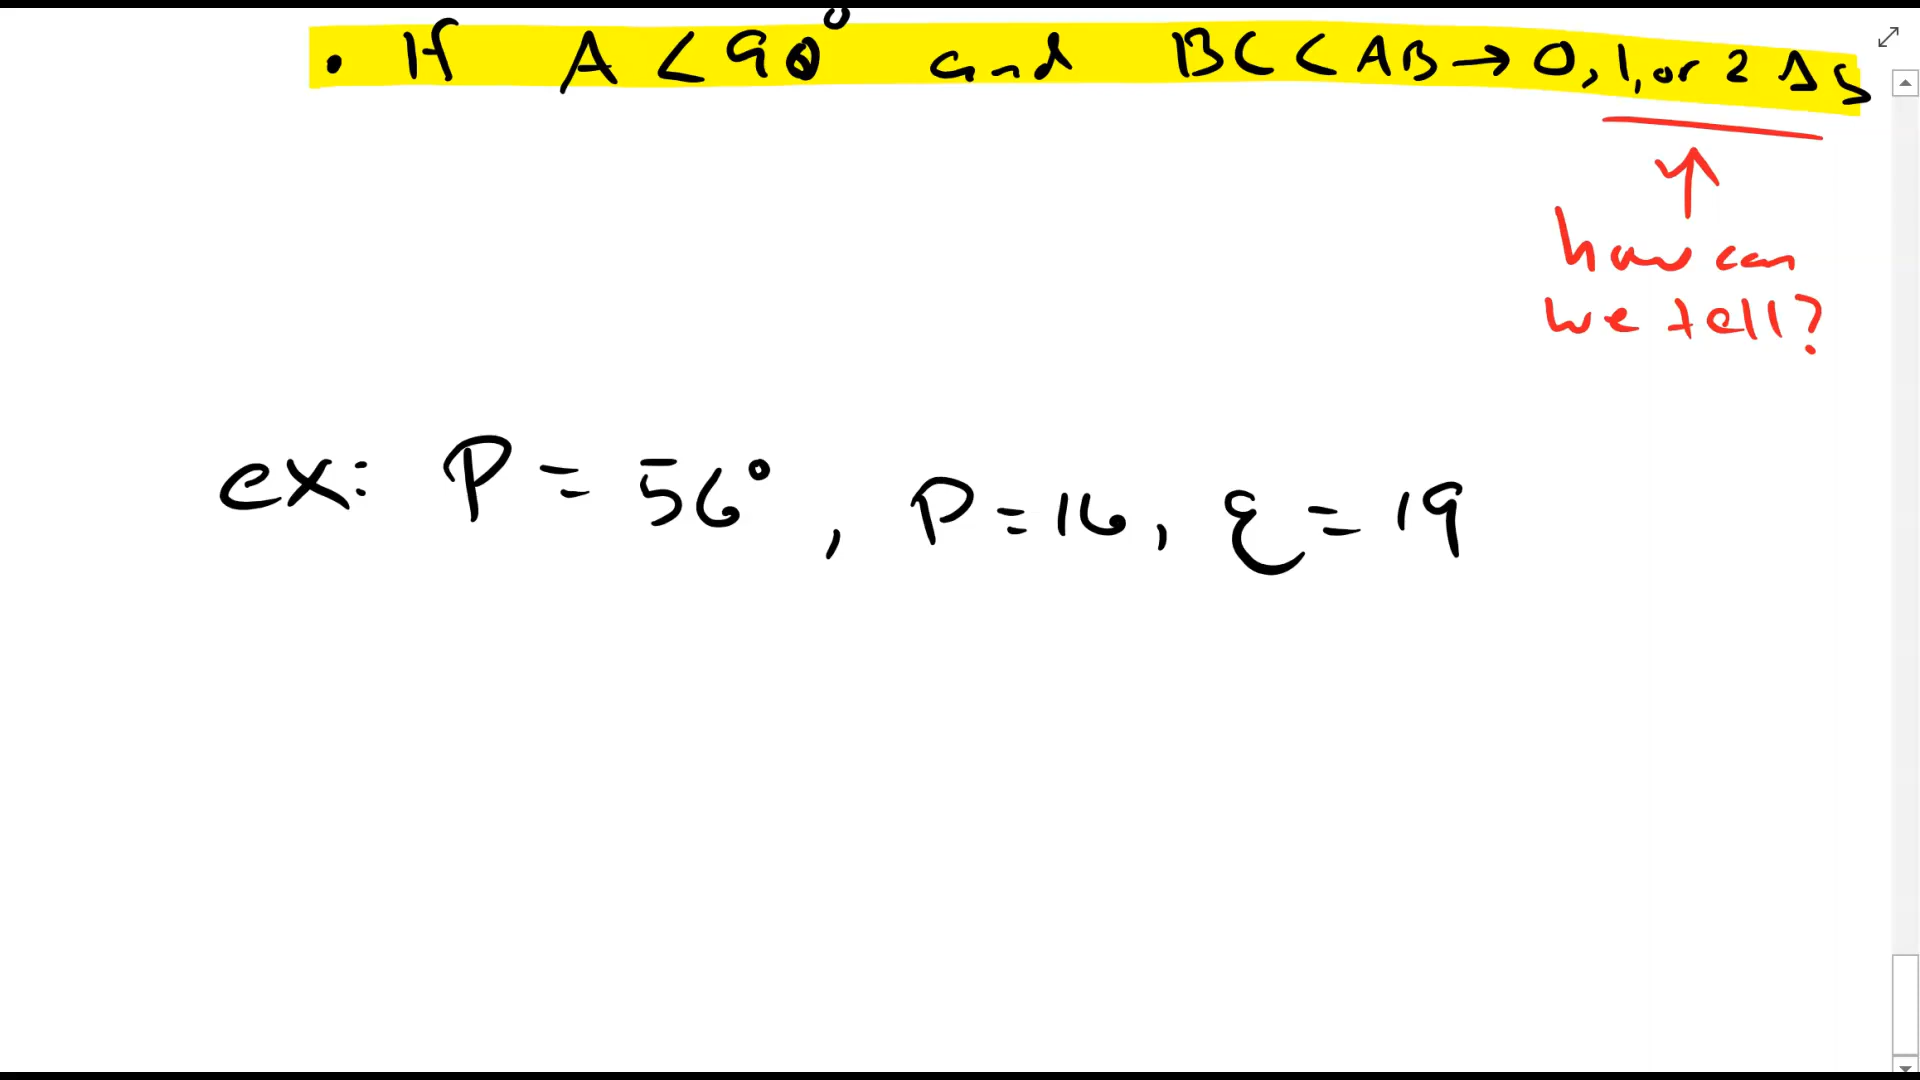 • If A < 90° and BC < AB → 0, 1, or 2 Δs
how can
we tell?
ex: P = 56°, p = 16, q = 19